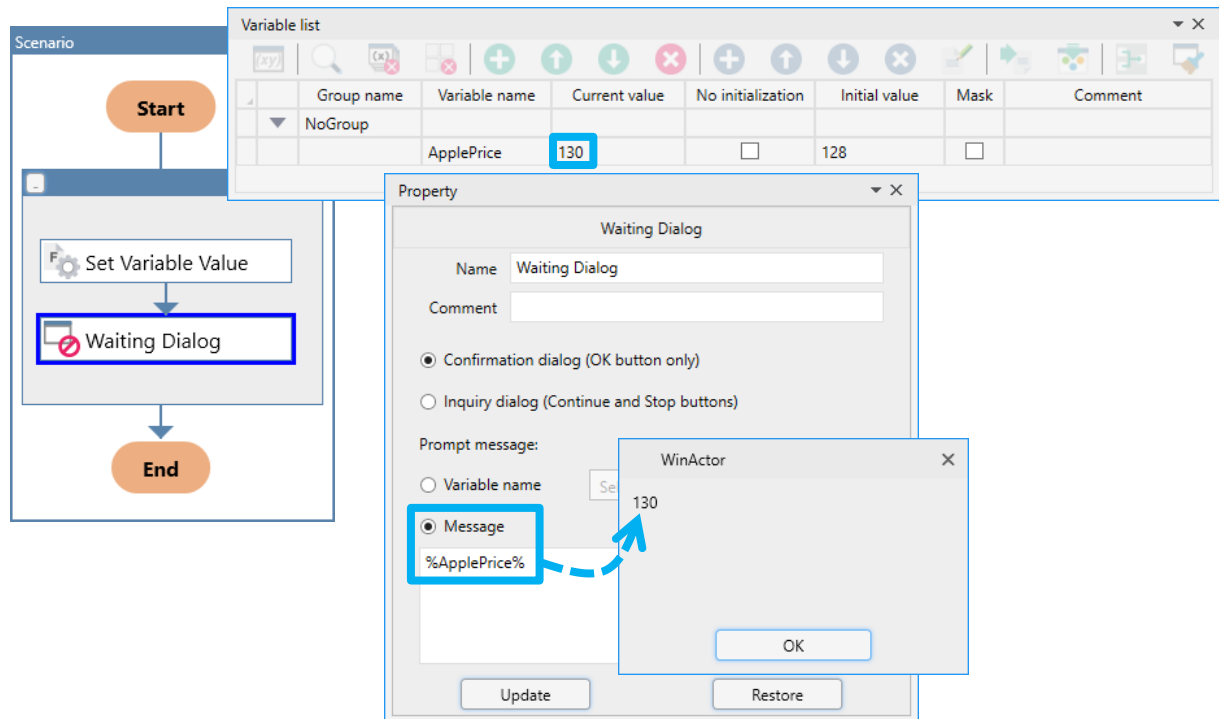 Scenario
Start
Set Variable Value
Waiting Dialog
End
Variable list
(xy)
(x)
Group name Variable name Current value No initialization Initial value Mask Comment
NoGroup
ApplePrice 130 128
Property
Waiting Dialog
Name Waiting Dialog
Comment
Confirmation dialog (OK button only)
Inquiry dialog (Continue and Stop buttons)
Prompt message:
Variable name
Message
%ApplePrice%
Update Restore
WinActor
130
OK